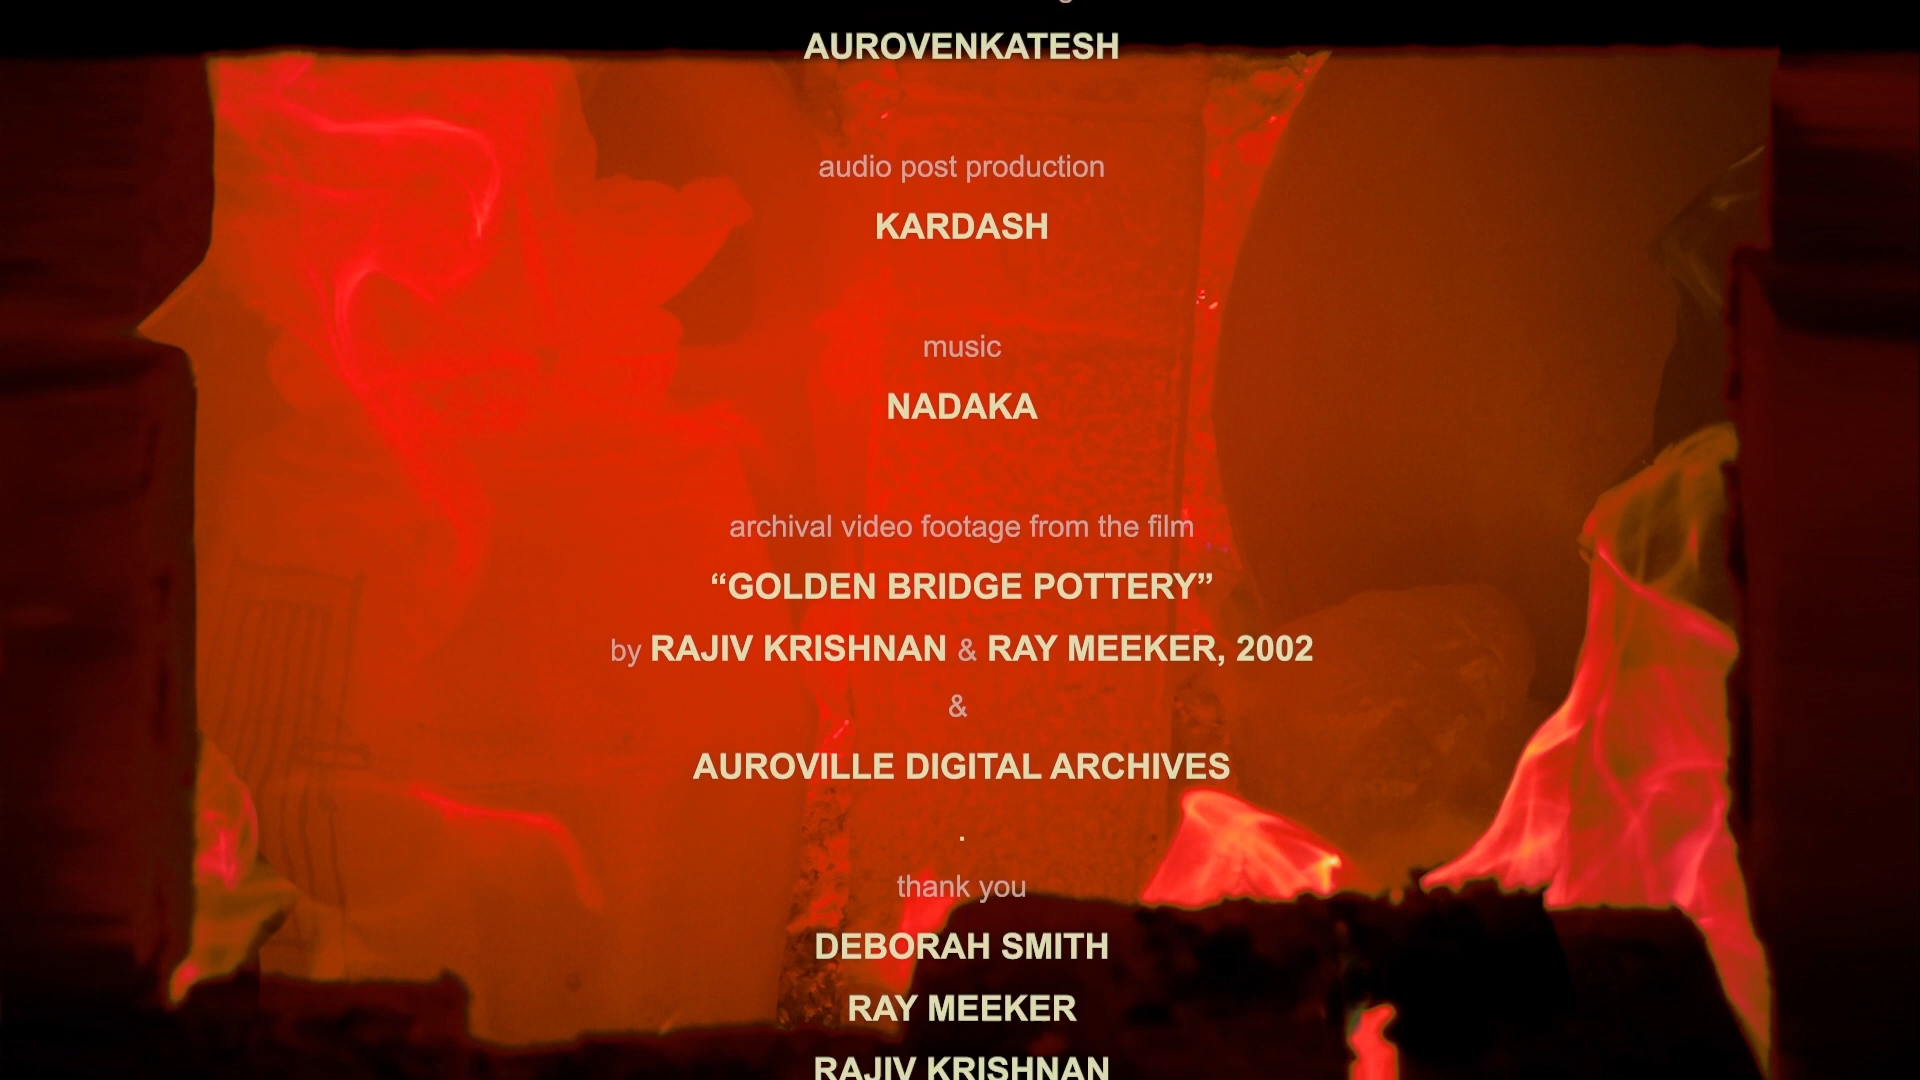 AUROVENKATESH
audio post production
KARDASH
music
NADAKA
archival video footage from the film
“GOLDEN BRIDGE POTTERY”
by RAJIV KRISHNAN & RAY MEEKER, 2002
&
AUROVILLE DIGITAL ARCHIVES
.
thank you
DEBORAH SMITH
RAY MEEKER
RAJIV KRISHNAN